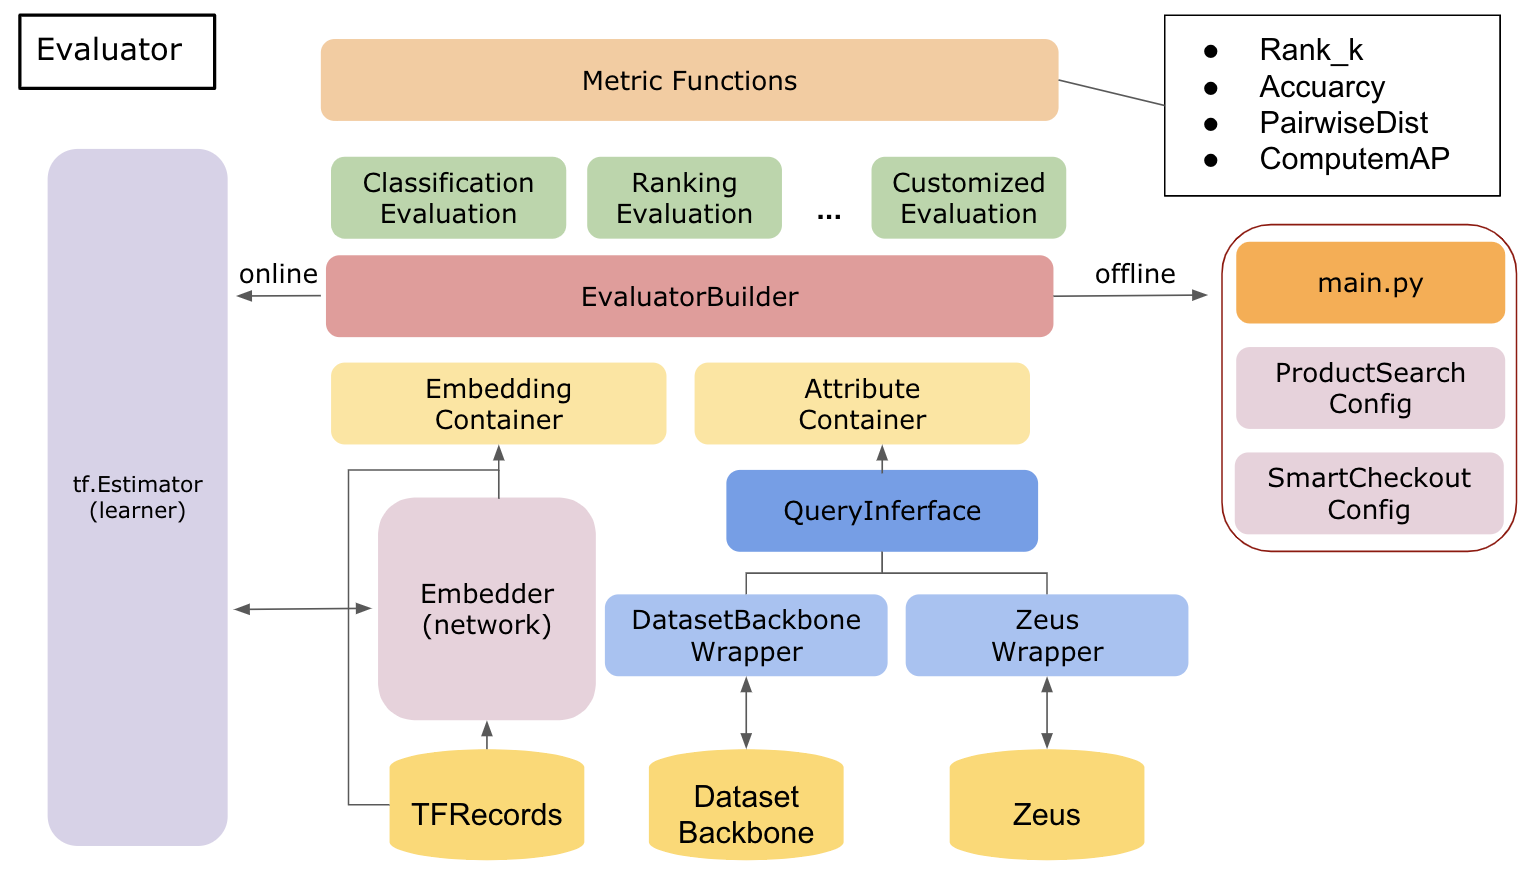 Evaluator
Metric Functions
● Rank_k
● Accuarcy
● PairwiseDist
● ComputemAP
Classification
Evaluation
Ranking
Evaluation
...
Customized
Evaluation
online
EvaluatorBuilder
offline
main.py
ProductSearch
Config
SmartCheckout
Config
Embedding
Container
Attribute
Container
tf.Estimator
(learner)
QueryInferface
Embedder
(network)
DatasetBackbone
Wrapper
Zeus
Wrapper
TFRecords
Dataset
Backbone
Zeus